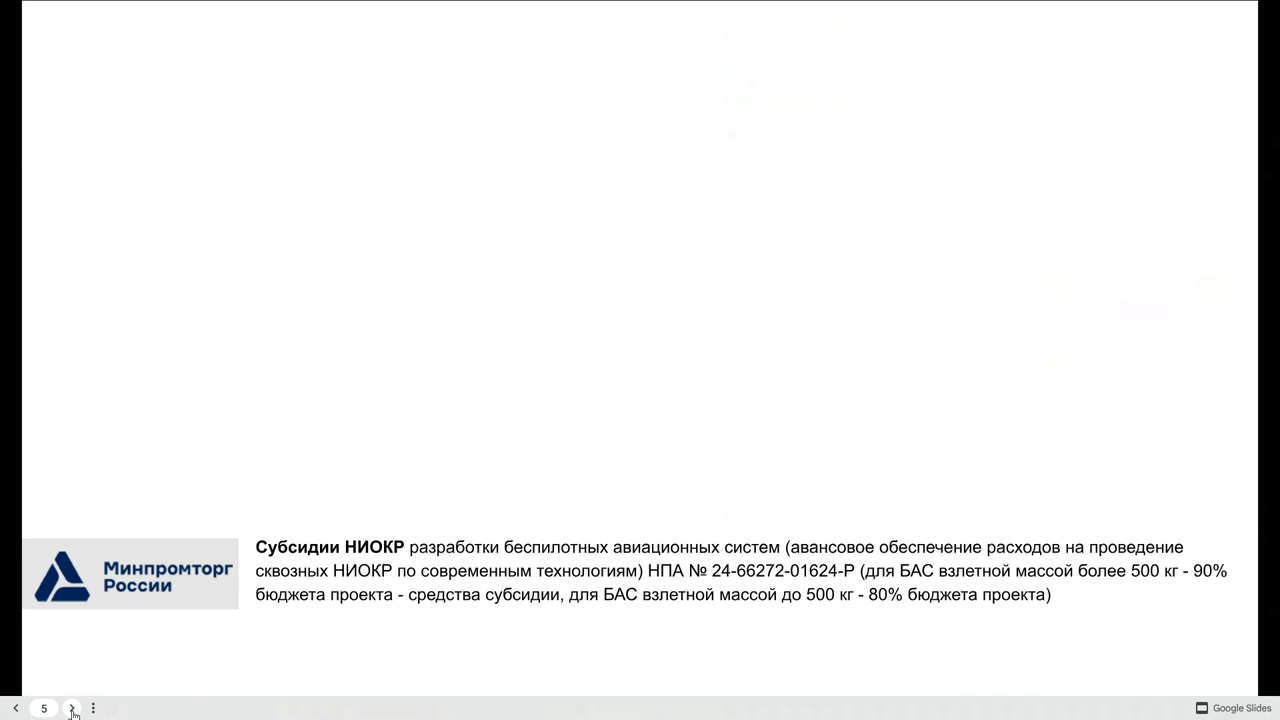 Минпромторг
России
Субсидии НИОКР разработки беспилотных авиационных систем (авансовое обеспечение расходов на проведение
сквозных НИОКР по современным технологиям) НПА № 24-66272-01624-Р (для БАС взлетной массой более 500 кг - 90%
бюджета проекта - средства субсидии, для БАС взлетной массой до 500 кг - 80% бюджета проекта)
5
Google Slides